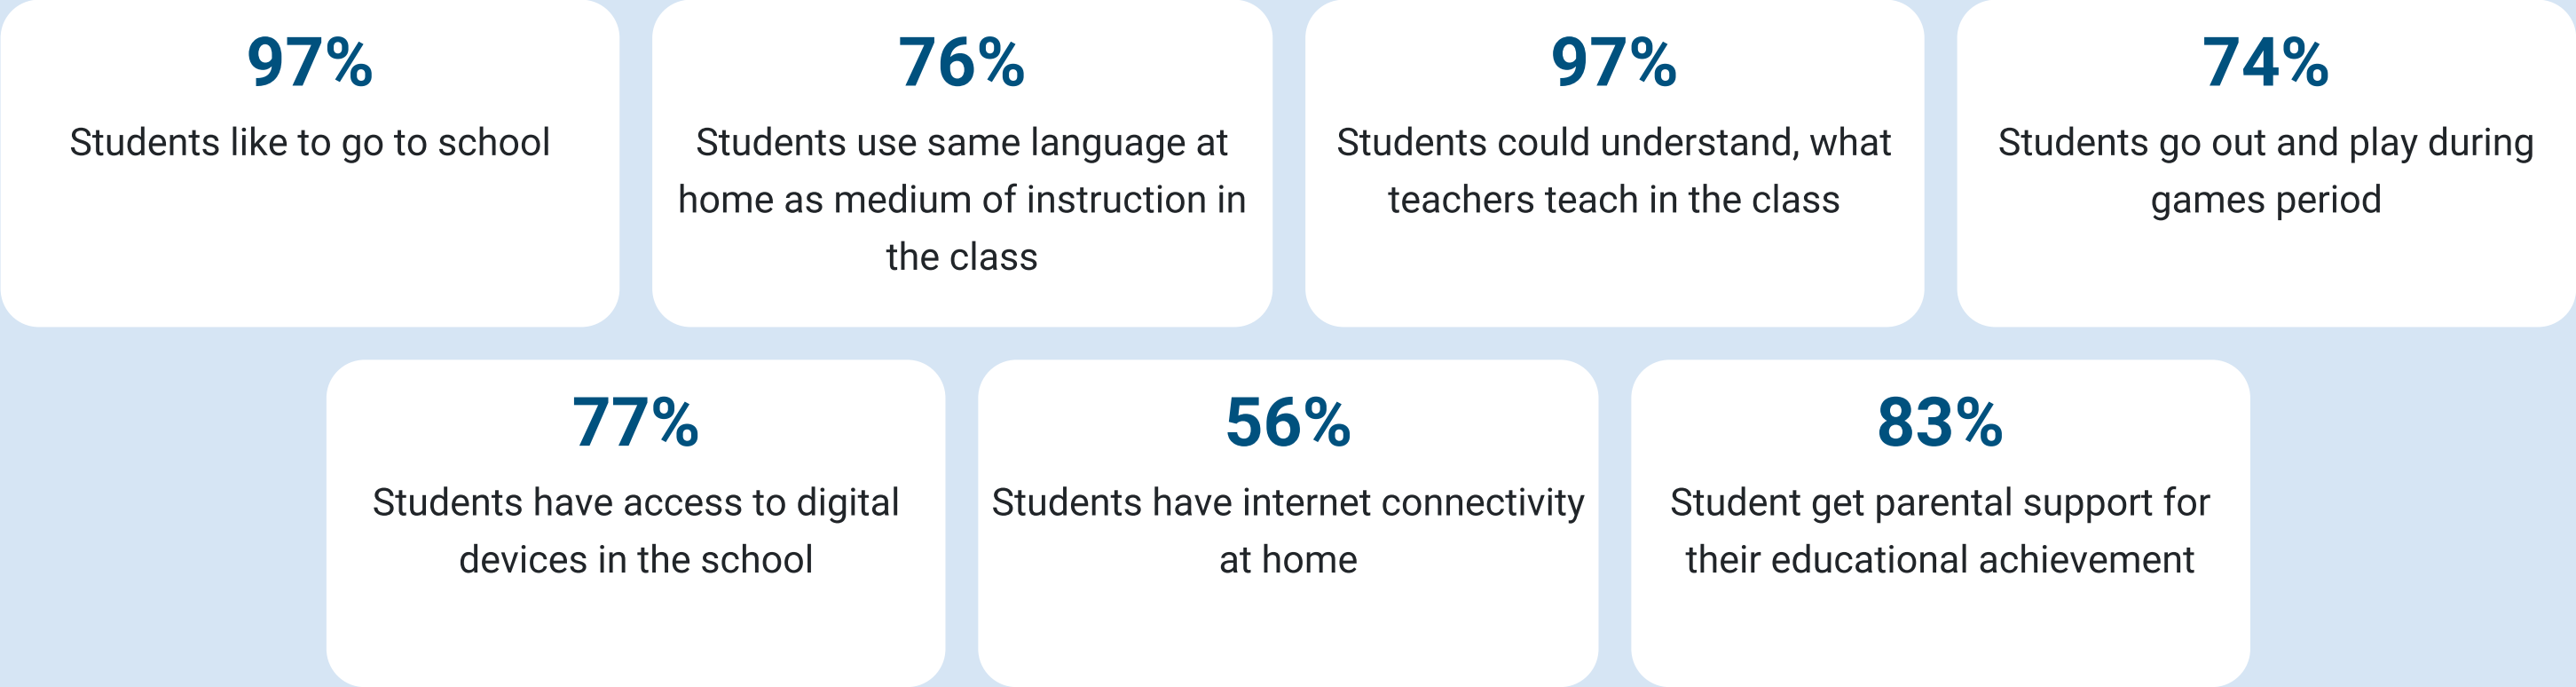 97%
Students like to go to school
76%
Students use same language at
home as medium of instruction in
the class
97%
Students could understand, what
teachers teach in the class
74%
Students go out and play during
games period
77%
Students have access to digital
devices in the school
56%
Students have internet connectivity
at home
83%
Student get parental support for
their educational achievement